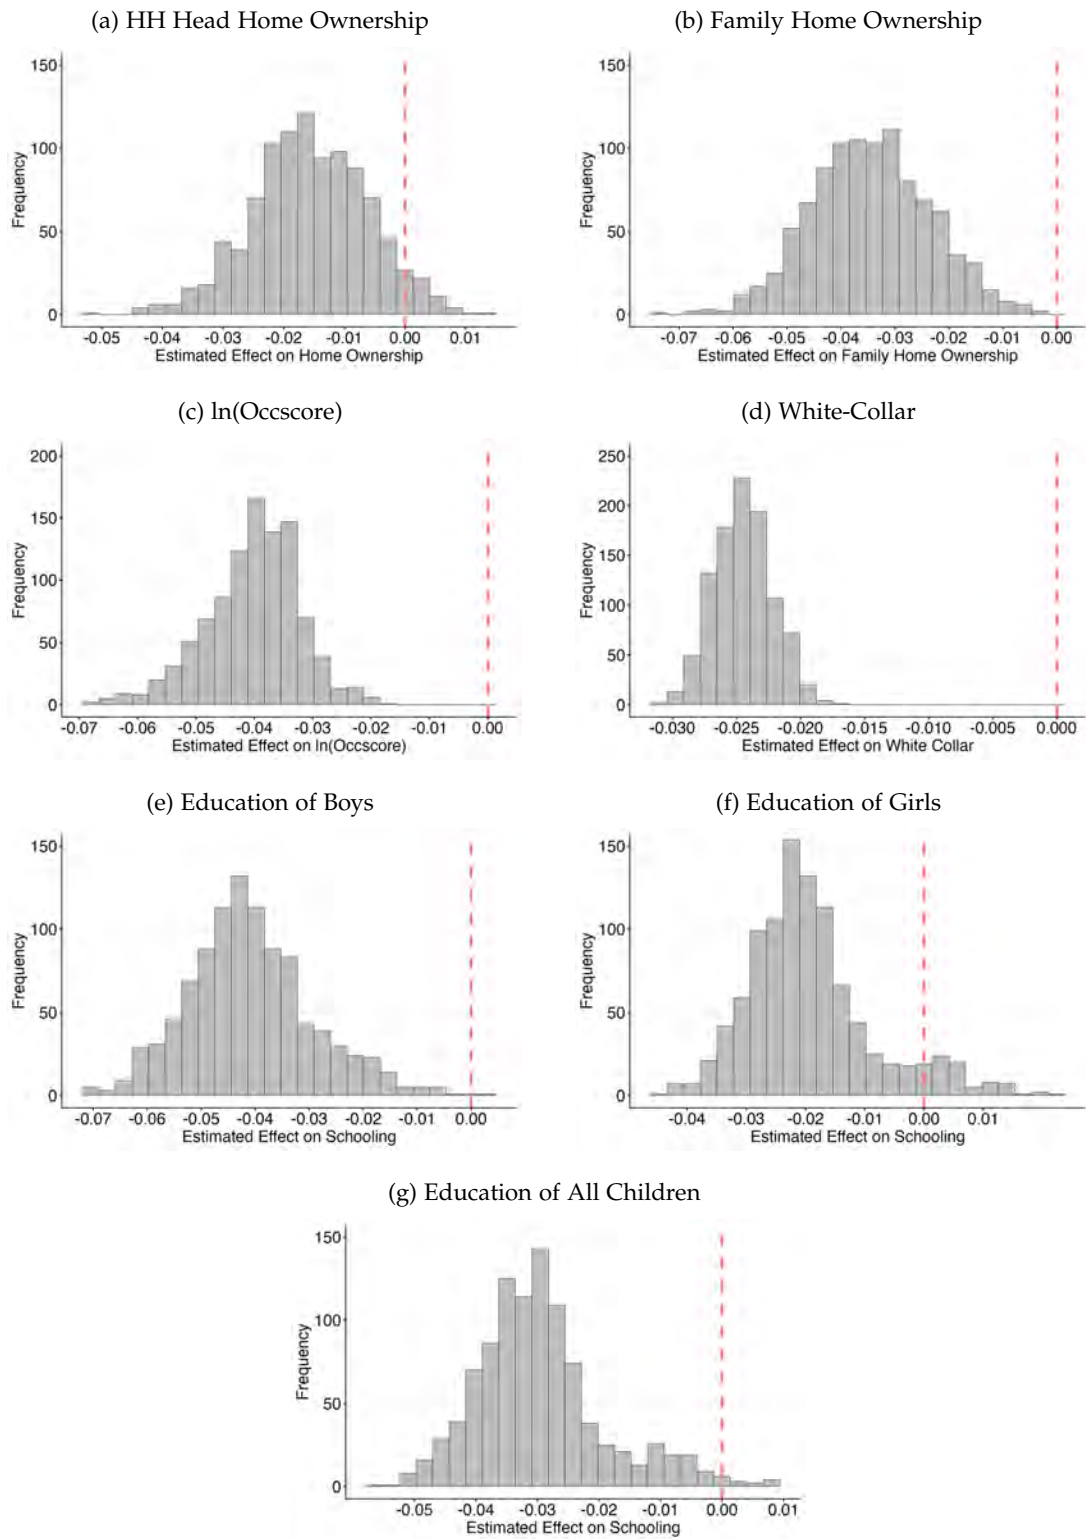 (a) HH Head Home Ownership
150
100
50
0
Frequency
-0.05 -0.04 -0.03 -0.02 -0.01 0.00 0.01
Estimated Effect on Home Ownership
(b) Family Home Ownership
150
100
50
0
Frequency
-0.07 -0.06 -0.05 -0.04 -0.03 -0.02 -0.01 0.00
Estimated Effect on Family Home Ownership
(c) ln(Occscore)
200
150
100
50
0
Frequency
-0.07 -0.06 -0.05 -0.04 -0.03 -0.02 -0.01 0.00
Estimated Effect on ln(Occscore)
(d) White-Collar
250
200
150
100
50
0
Frequency
-0.030 -0.025 -0.020 -0.015 -0.010 -0.005 0.000
Estimated Effect on White Collar
(e) Education of Boys
150
100
50
0
Frequency
-0.07 -0.06 -0.05 -0.04 -0.03 -0.02 -0.01 0.00
Estimated Effect on Schooling
(f) Education of Girls
150
100
50
0
Frequency
-0.04 -0.03 -0.02 -0.01 0.00 0.01
Estimated Effect on Schooling
(g) Education of All Children
150
100
50
0
Frequency
-0.05 -0.04 -0.03 -0.02 -0.01 0.00 0.01
Estimated Effect on Schooling